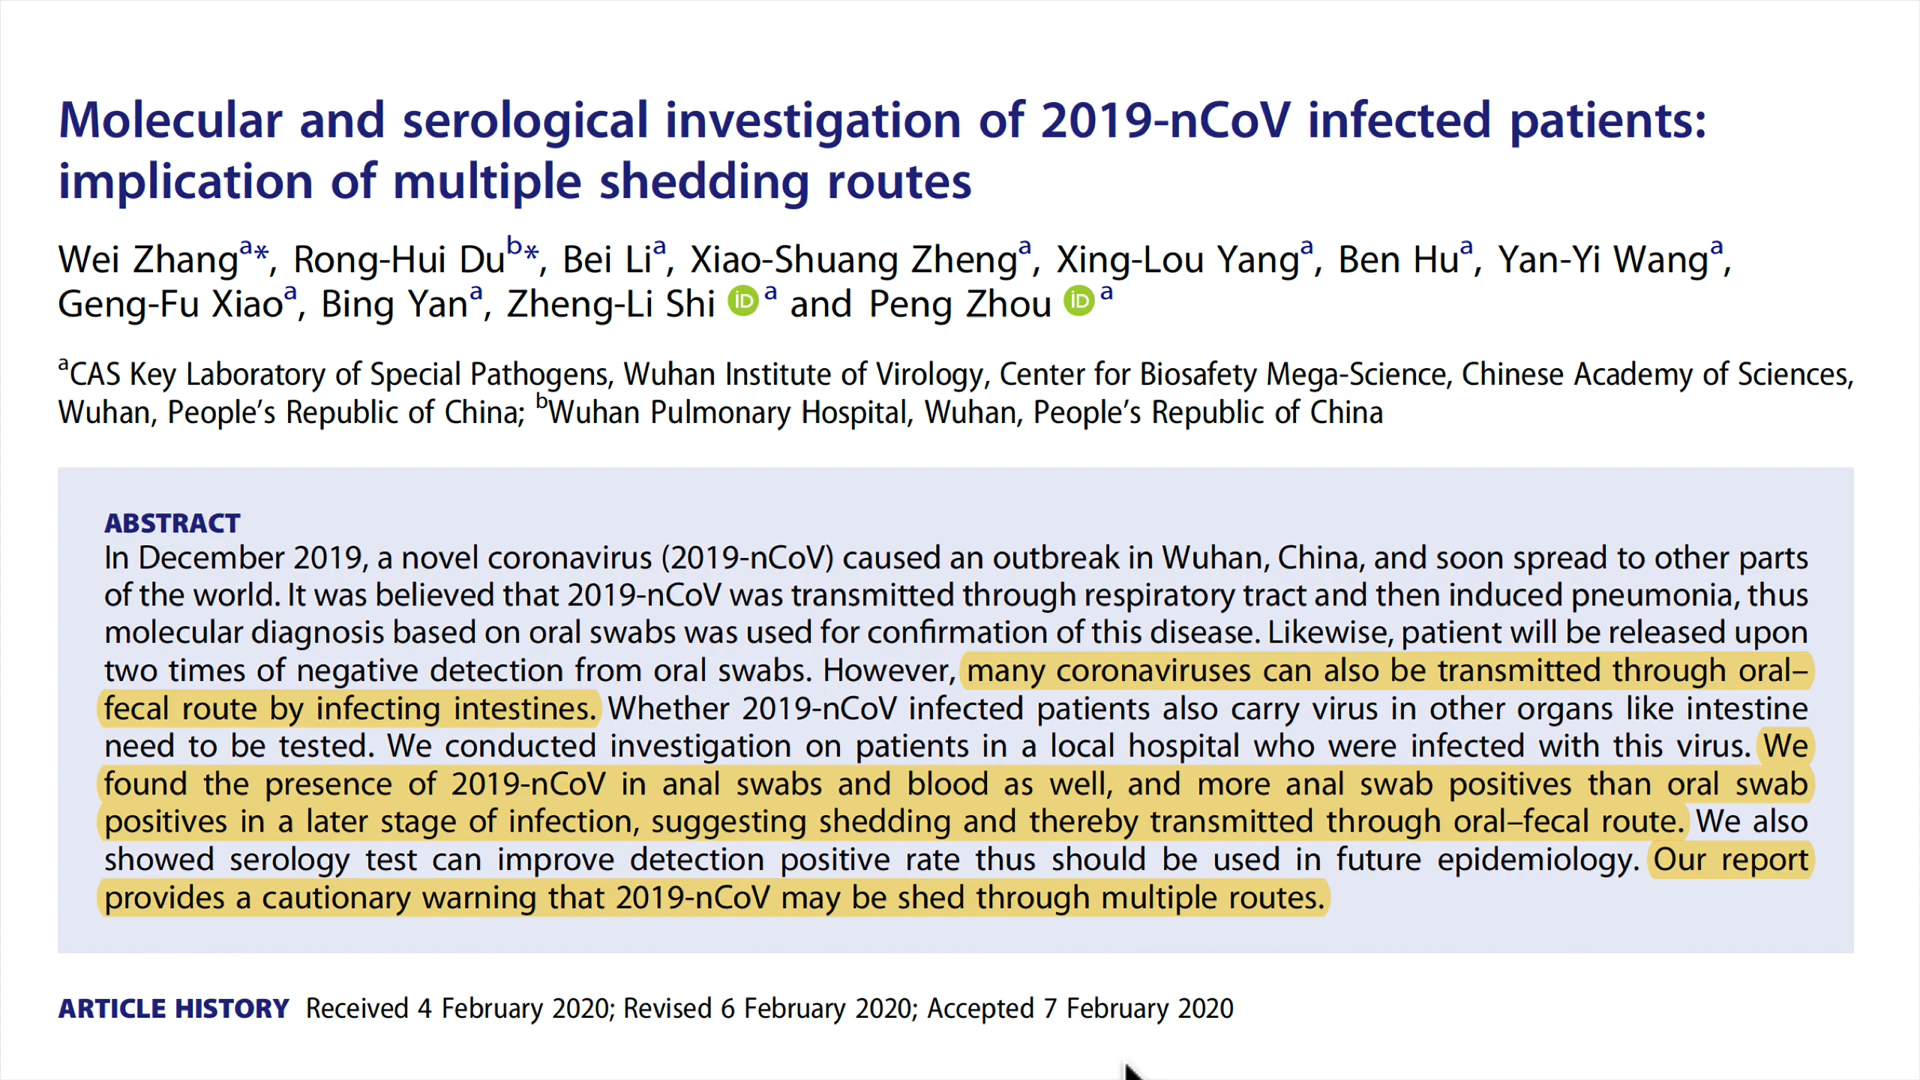 Molecular and serological investigation of 2019-nCoV infected patients:
implication of multiple shedding routes
Wei Zhangᵃ*, Rong-Hui Duᵇ*, Bei Liᵃ, Xiao-Shuang Zhengᵃ, Xing-Lou Yangᵃ, Ben Huᵃ, Yan-Yi Wangᵃ,
Geng-Fu Xiaoᵃ, Bing Yanᵃ, Zheng-Li Shi iD ᵃ and Peng Zhou iD ᵃ
ᵃCAS Key Laboratory of Special Pathogens, Wuhan Institute of Virology, Center for Biosafety Mega-Science, Chinese Academy of Sciences,
Wuhan, People’s Republic of China; ᵇWuhan Pulmonary Hospital, Wuhan, People’s Republic of China
ABSTRACT
In December 2019, a novel coronavirus (2019-nCoV) caused an outbreak in Wuhan, China, and soon spread to other parts
of the world. It was believed that 2019-nCoV was transmitted through respiratory tract and then induced pneumonia, thus
molecular diagnosis based on oral swabs was used for confirmation of this disease. Likewise, patient will be released upon
two times of negative detection from oral swabs. However, many coronaviruses can also be transmitted through oral–
fecal route by infecting intestines. Whether 2019-nCoV infected patients also carry virus in other organs like intestine
need to be tested. We conducted investigation on patients in a local hospital who were infected with this virus. We
found the presence of 2019-nCoV in anal swabs and blood as well, and more anal swab positives than oral swab
positives in a later stage of infection, suggesting shedding and thereby transmitted through oral–fecal route. We also
showed serology test can improve detection positive rate thus should be used in future epidemiology. Our report
provides a cautionary warning that 2019-nCoV may be shed through multiple routes.
ARTICLE HISTORY Received 4 February 2020; Revised 6 February 2020; Accepted 7 February 2020